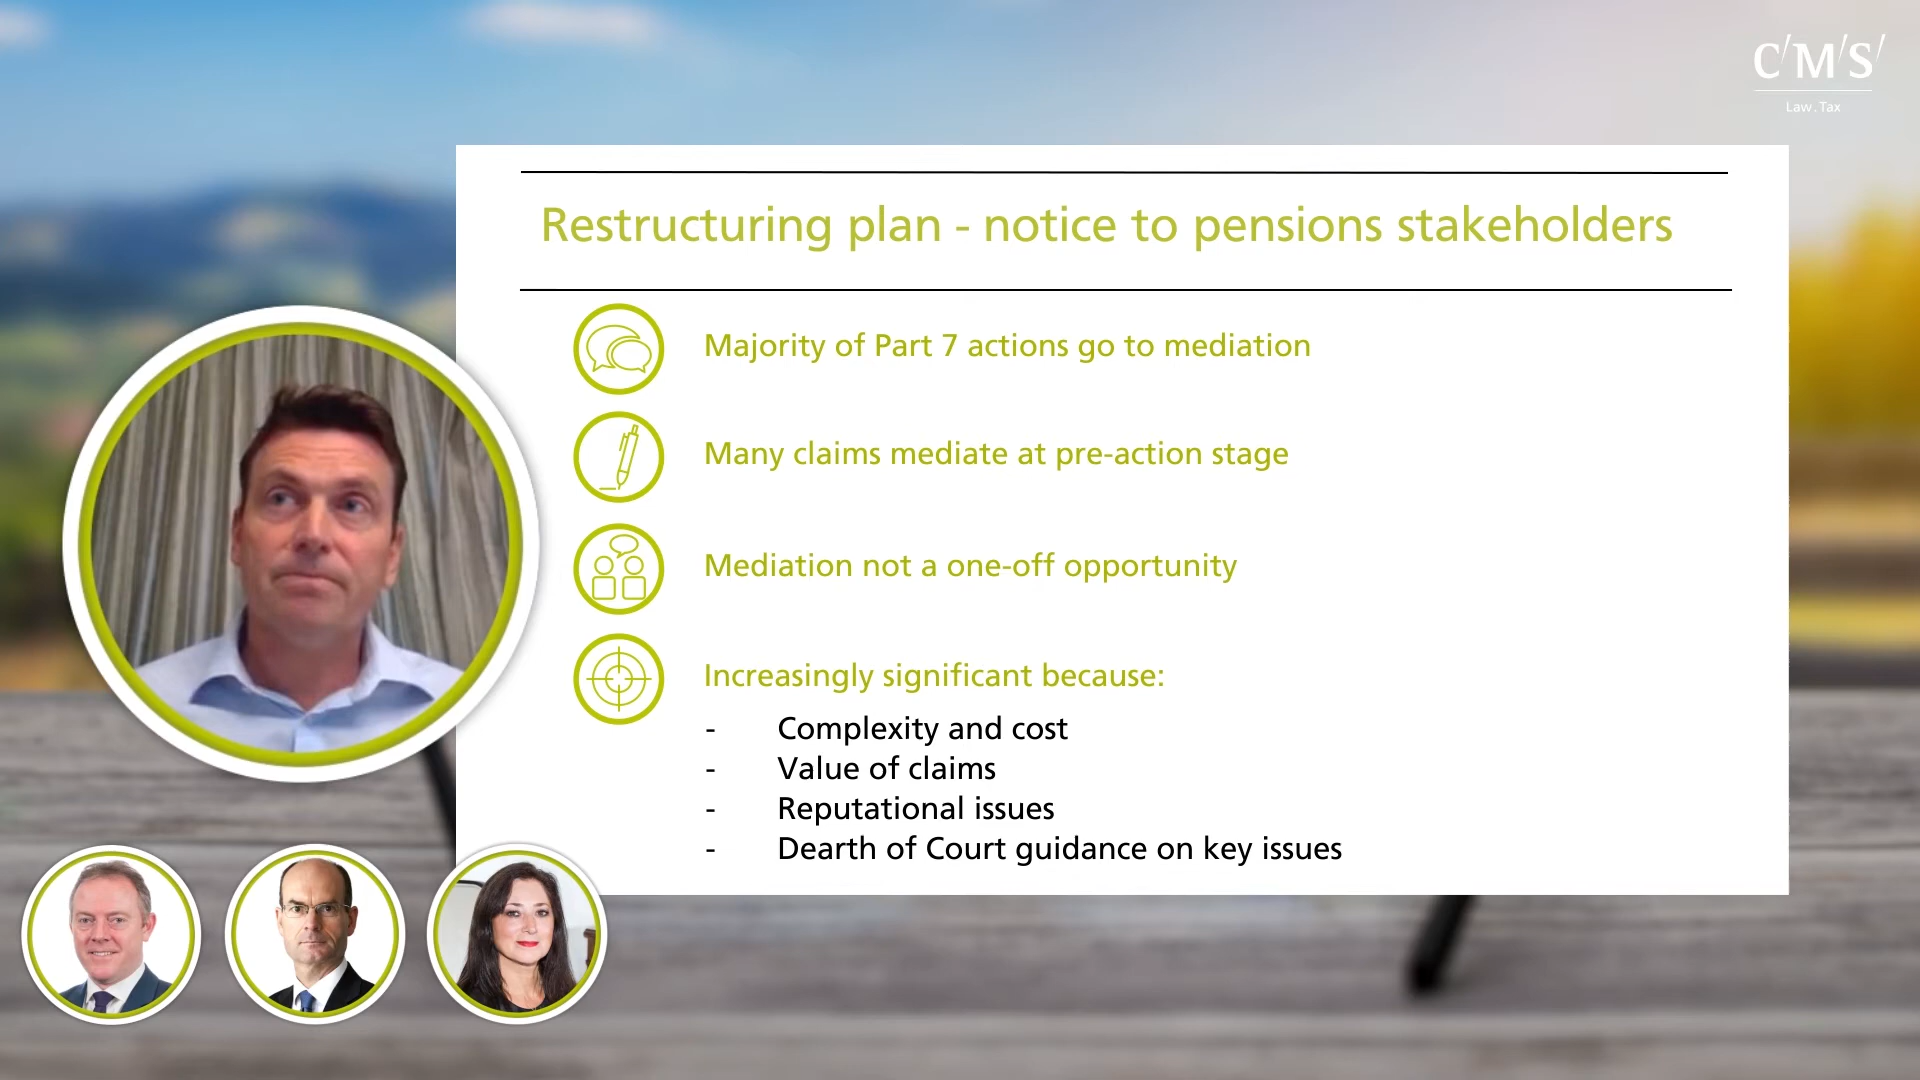 C/M/S/
Law.Tax
Restructuring plan - notice to pensions stakeholders
Majority of Part 7 actions go to mediation
Many claims mediate at pre-action stage
Mediation not a one-off opportunity
Increasingly significant because:
- Complexity and cost
- Value of claims
- Reputational issues
- Dearth of Court guidance on key issues